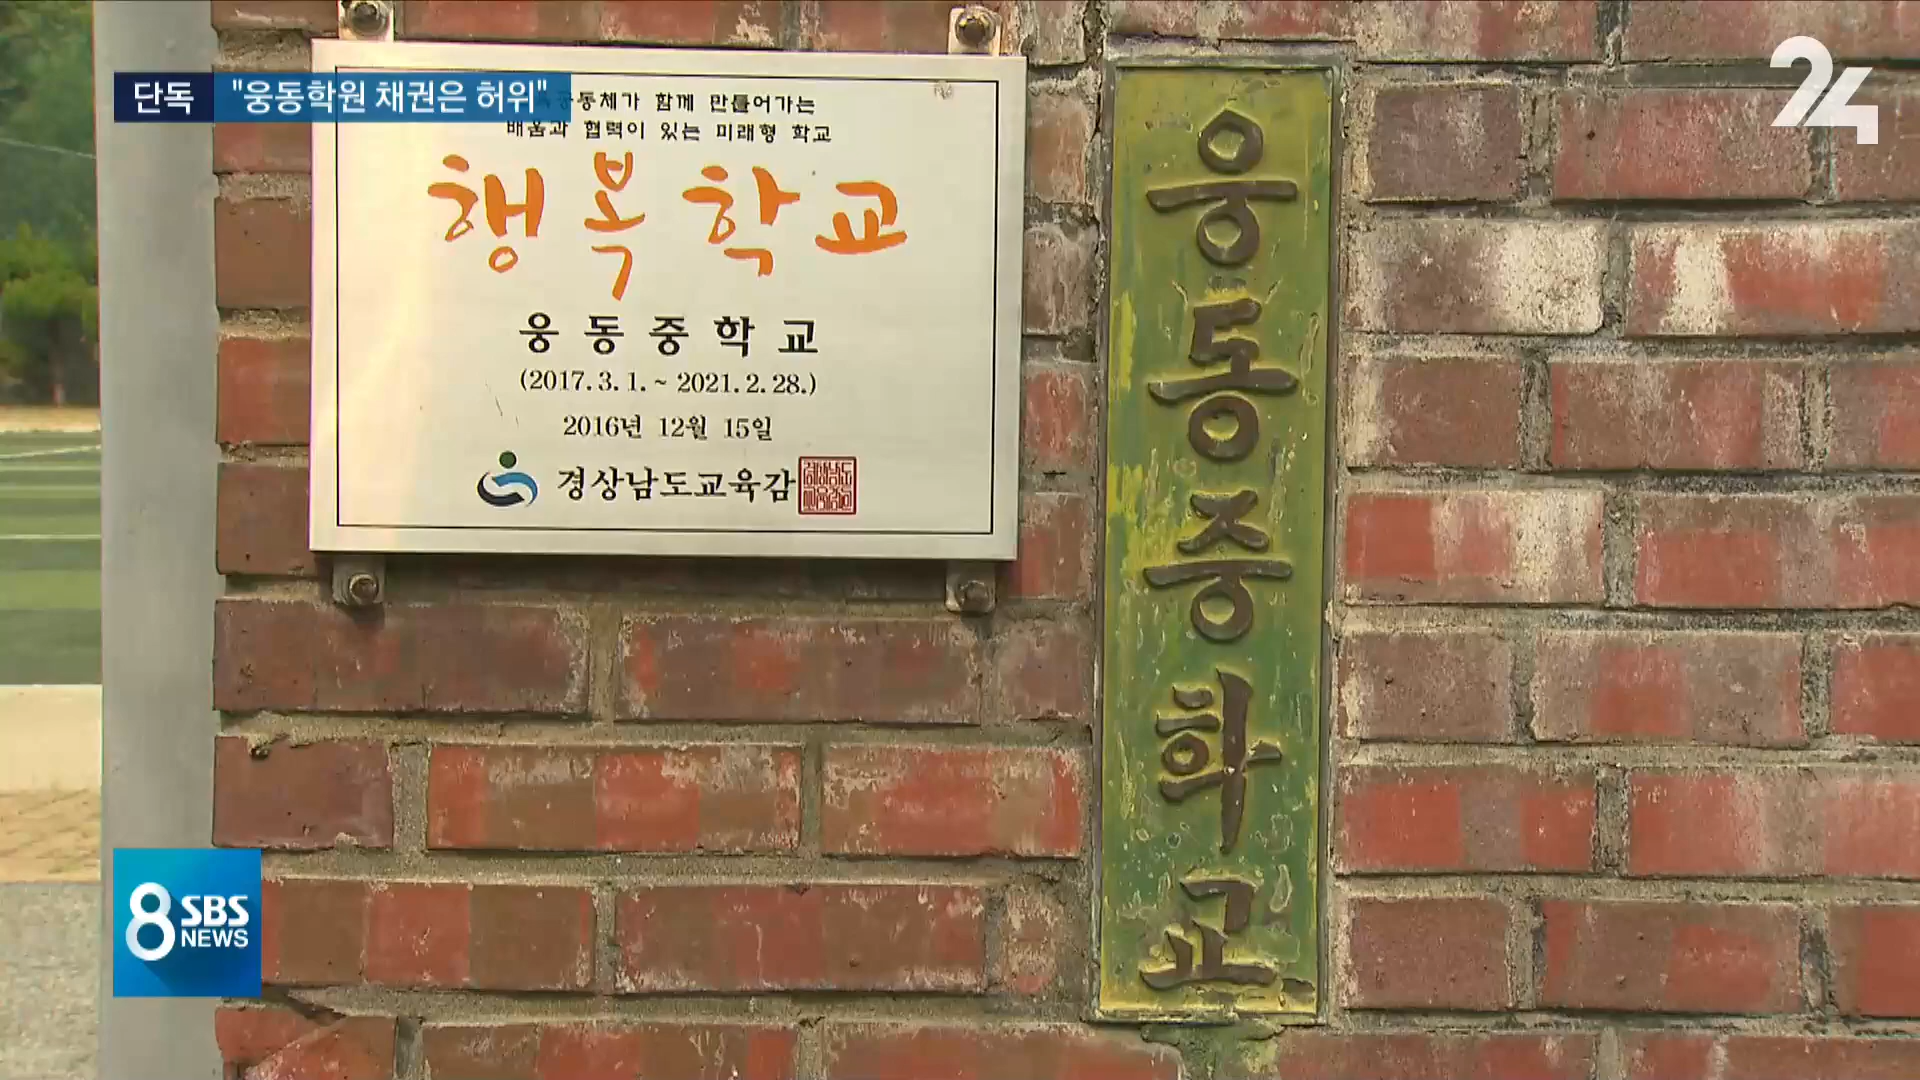 단독 "웅동학원 채권은 허위"
24
공동체가 함께 만들어가는
배움과 협력이 있는 미래형 학교
행복학교
웅동중학교
(2017. 3. 1. ~ 2021. 2. 28.)
2016년 12월 15일
경상남도교육감
웅동중학교
8 SBS
NEWS